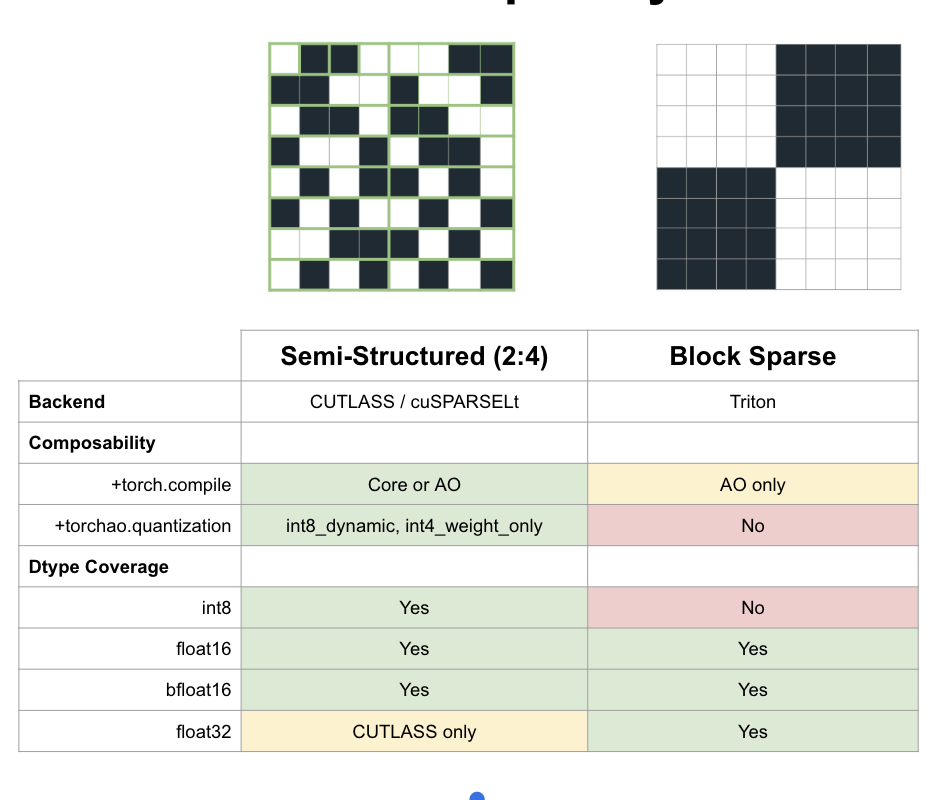 Semi-Structured (2:4) Block Sparse
Backend CUTLASS / cuSPARSELt Triton
Composability
+torch.compile Core or AO AO only
+torchao.quantization int8_dynamic, int4_weight_only No
Dtype Coverage
int8 Yes No
float16 Yes Yes
bfloat16 Yes Yes
float32 CUTLASS only Yes